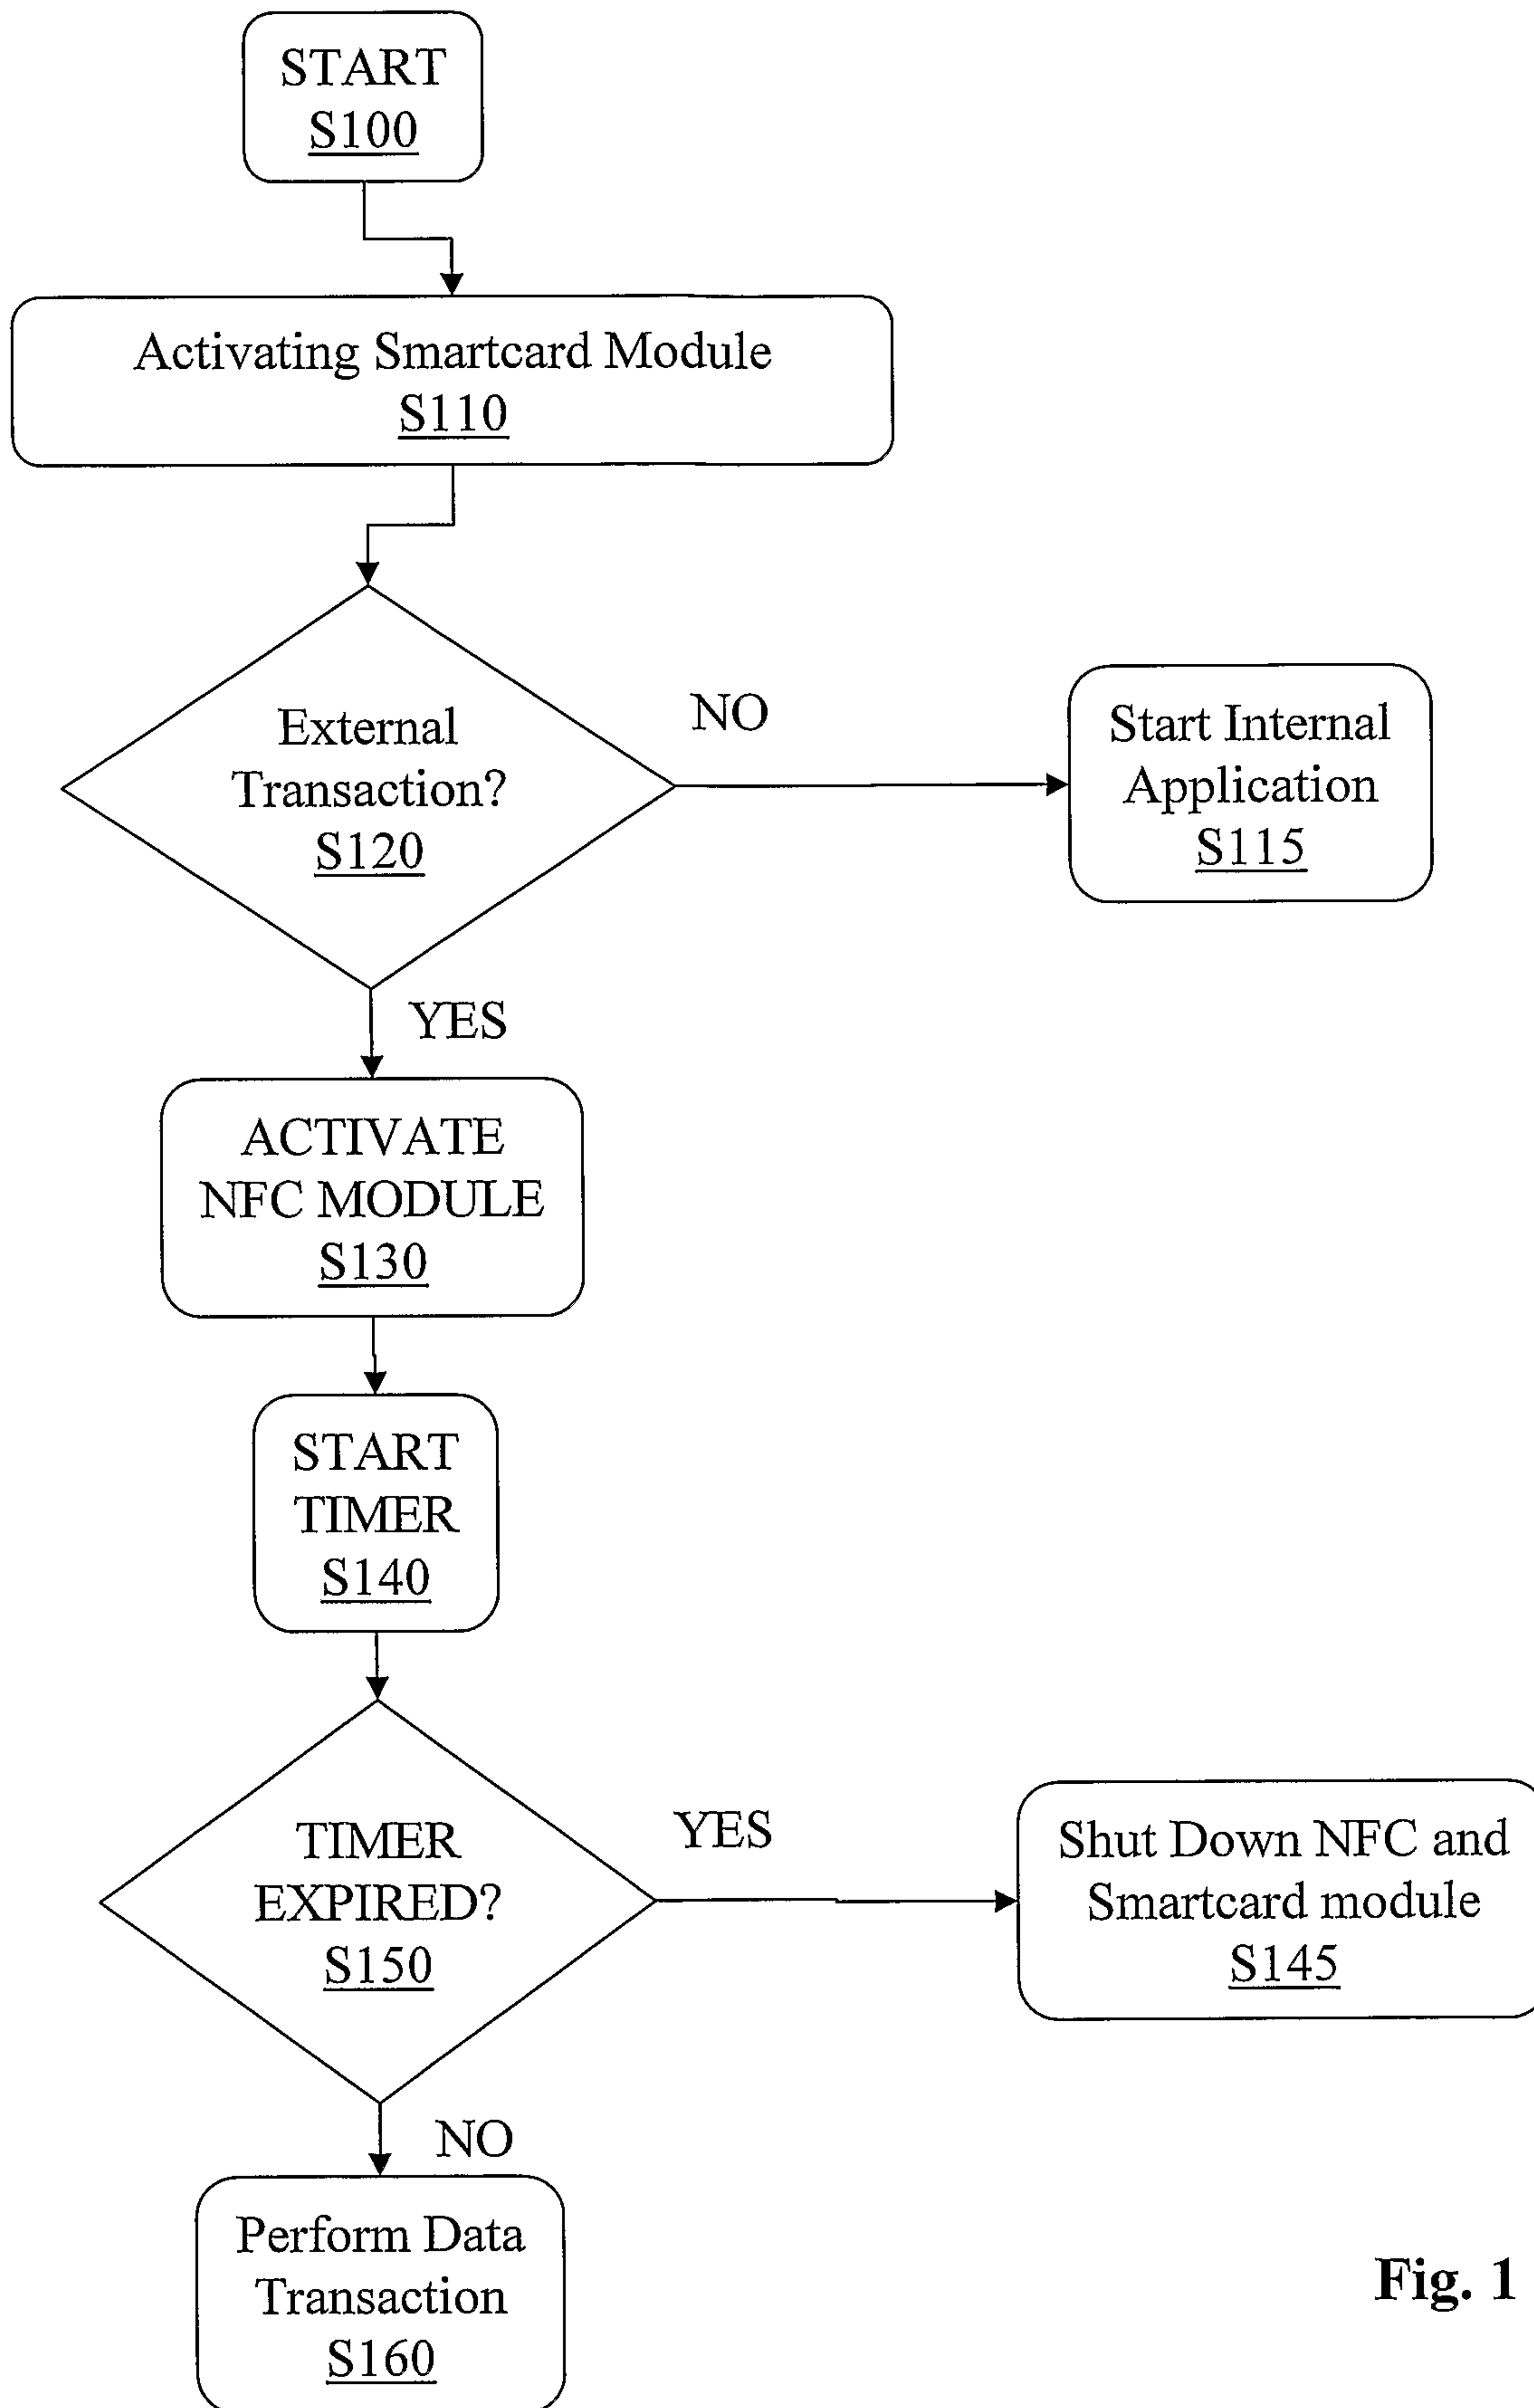 START
S100
Activating Smartcard Module
S110
External
Transaction?
S120
NO
Start Internal
Application
S115
YES
ACTIVATE
NFC MODULE
S130
START
TIMER
S140
TIMER
EXPIRED?
S150
YES
Shut Down NFC and
Smartcard module
S145
NO
Perform Data
Transaction
S160
Fig. 1